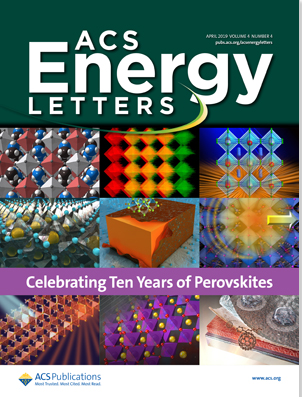 APRIL 2019 VOLUME 4 NUMBER 4
pubs.acs.org/acsenergyletters
ACS
Energy
LETTERS
Celebrating Ten Years of Perovskites
ACS Publications
Most Trusted. Most Cited. Most Read.
www.acs.org